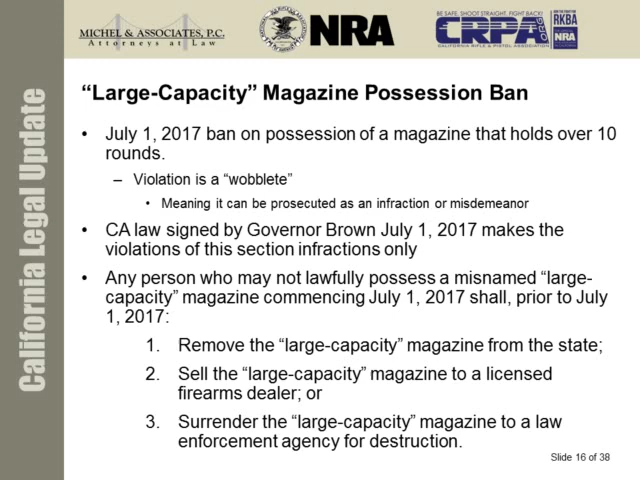 MICHEL & ASSOCIATES, P.C.
Attorneys at Law
NRA
BE SAFE, SHOOT STRAIGHT, FIGHT BACK!
CRPA.ORG
CALIFORNIA RIFLE & PISTOL ASSOCIATION
RKBA
NRA
California Legal Update
“Large-Capacity” Magazine Possession Ban
• July 1, 2017 ban on possession of a magazine that holds over 10
rounds.
– Violation is a “wobblete”
• Meaning it can be prosecuted as an infraction or misdemeanor
• CA law signed by Governor Brown July 1, 2017 makes the
violations of this section infractions only
• Any person who may not lawfully possess a misnamed “large-
capacity” magazine commencing July 1, 2017 shall, prior to July
1, 2017:
1. Remove the “large-capacity” magazine from the state;
2. Sell the “large-capacity” magazine to a licensed
firearms dealer; or
3. Surrender the “large-capacity” magazine to a law
enforcement agency for destruction.
Slide 16 of 38